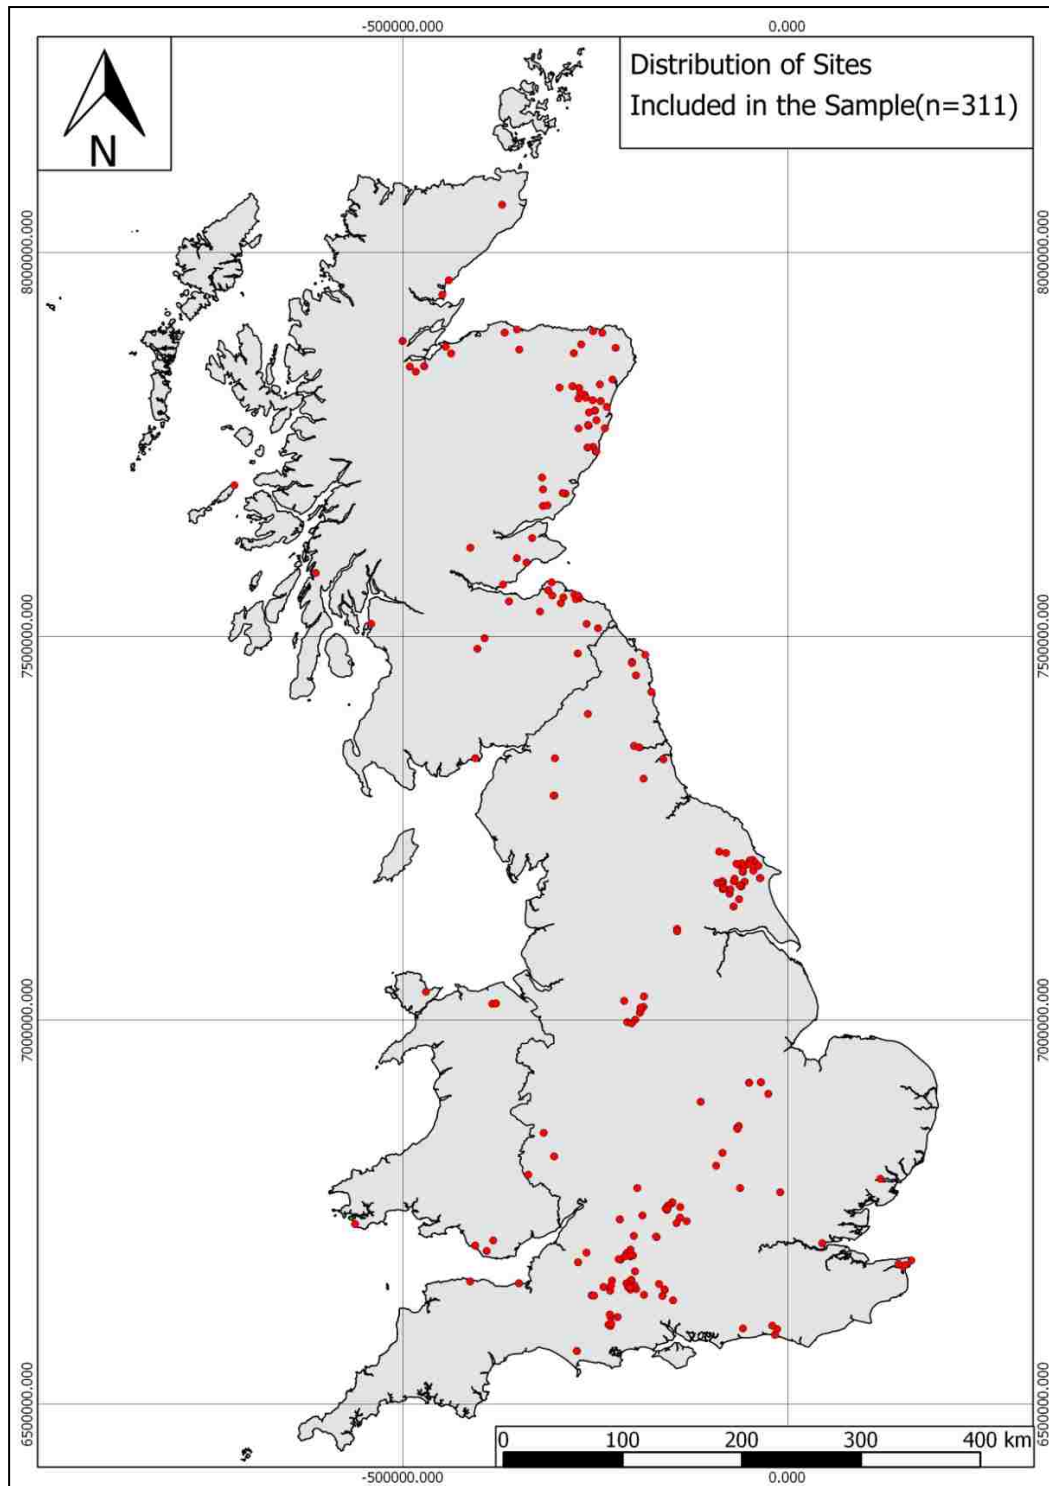 -500000.000 0.000
N
Distribution of Sites
Included in the Sample(n=311)
8000000.000 8000000.000
7500000.000 7500000.000
7000000.000 7000000.000
6500000.000 6500000.000
0 100 200 300 400 km
-500000.000 0.000